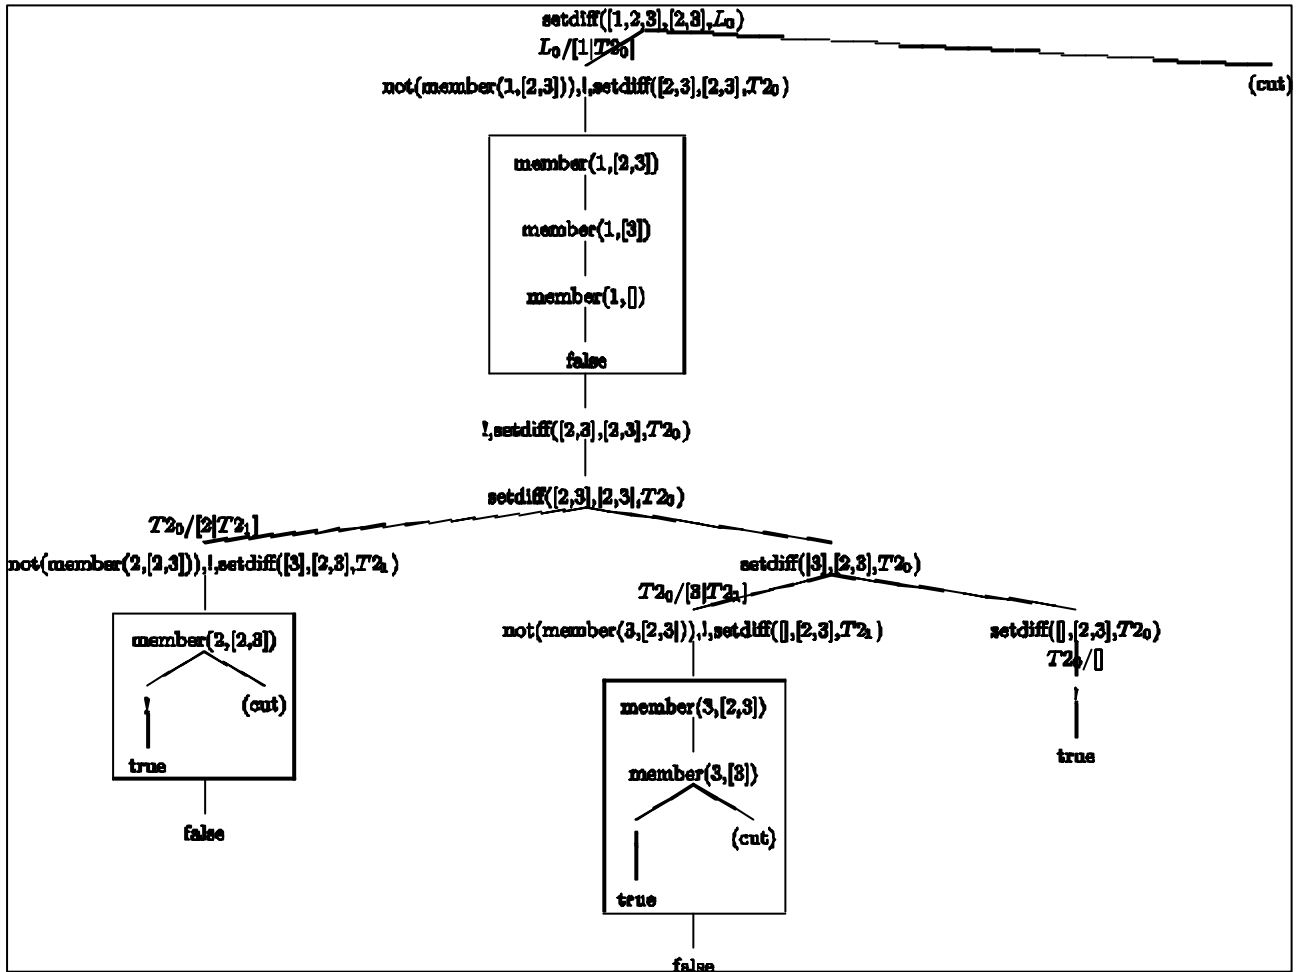 setdiff([1,2,3],[2,3],L₀)
L₀/[1|T2₀|
not(member(1,[2,3])),!,setdiff([2,3],[2,3],T2₀)
(cut)
member(1,[2,3])
member(1,[3])
member(1,[])
false
!,setdiff([2,3],[2,3],T2₀)
setdiff([2,3],|2,3|,T2₀)
T2₀/[2|T2₁]
not(member(2,[2,3])),!,setdiff([3],[2,3],T2₁)
setdiff(|3],[2,3],T2₀)
T2₀/[3|T2₁]
member(2,[2,3])
not(member(3,[2,3|)),!,setdiff([],[2,3],T2₁)
setdiff([],[2,3],T2₀)
T2₀/[]
!
(cut)
member(3,[2,3])
!
true
member(3,[3])
true
false
(cut)
true
false